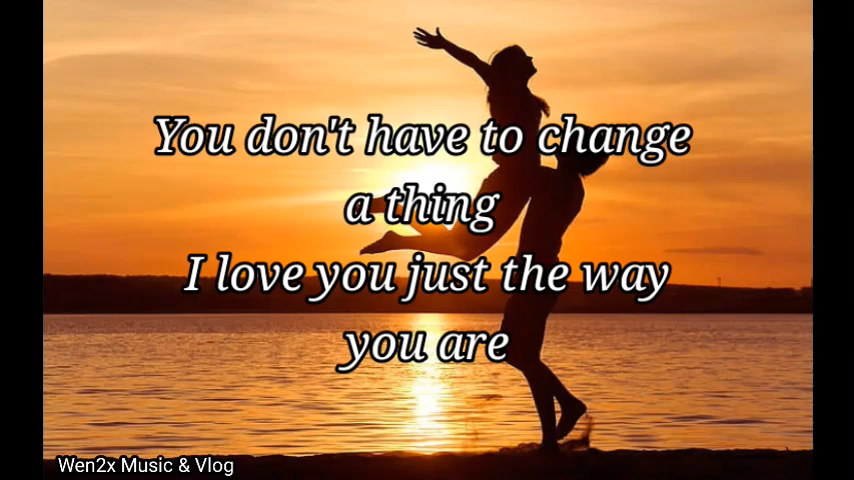 You don't have to change
a thing
I love you just the way
you are
Wen2x Music & Vlog